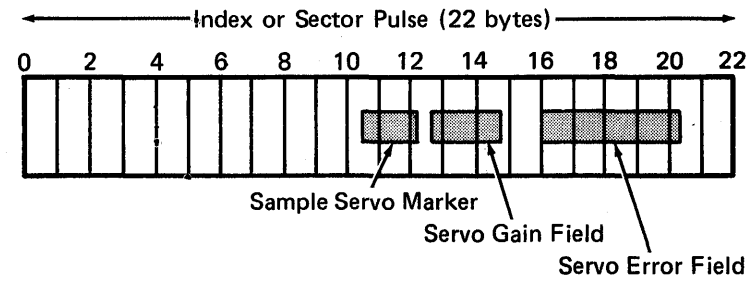 Index or Sector Pulse (22 bytes)
0 2 4 6 8 10 12 14 16 18 20 22
Sample Servo Marker
Servo Gain Field
Servo Error Field